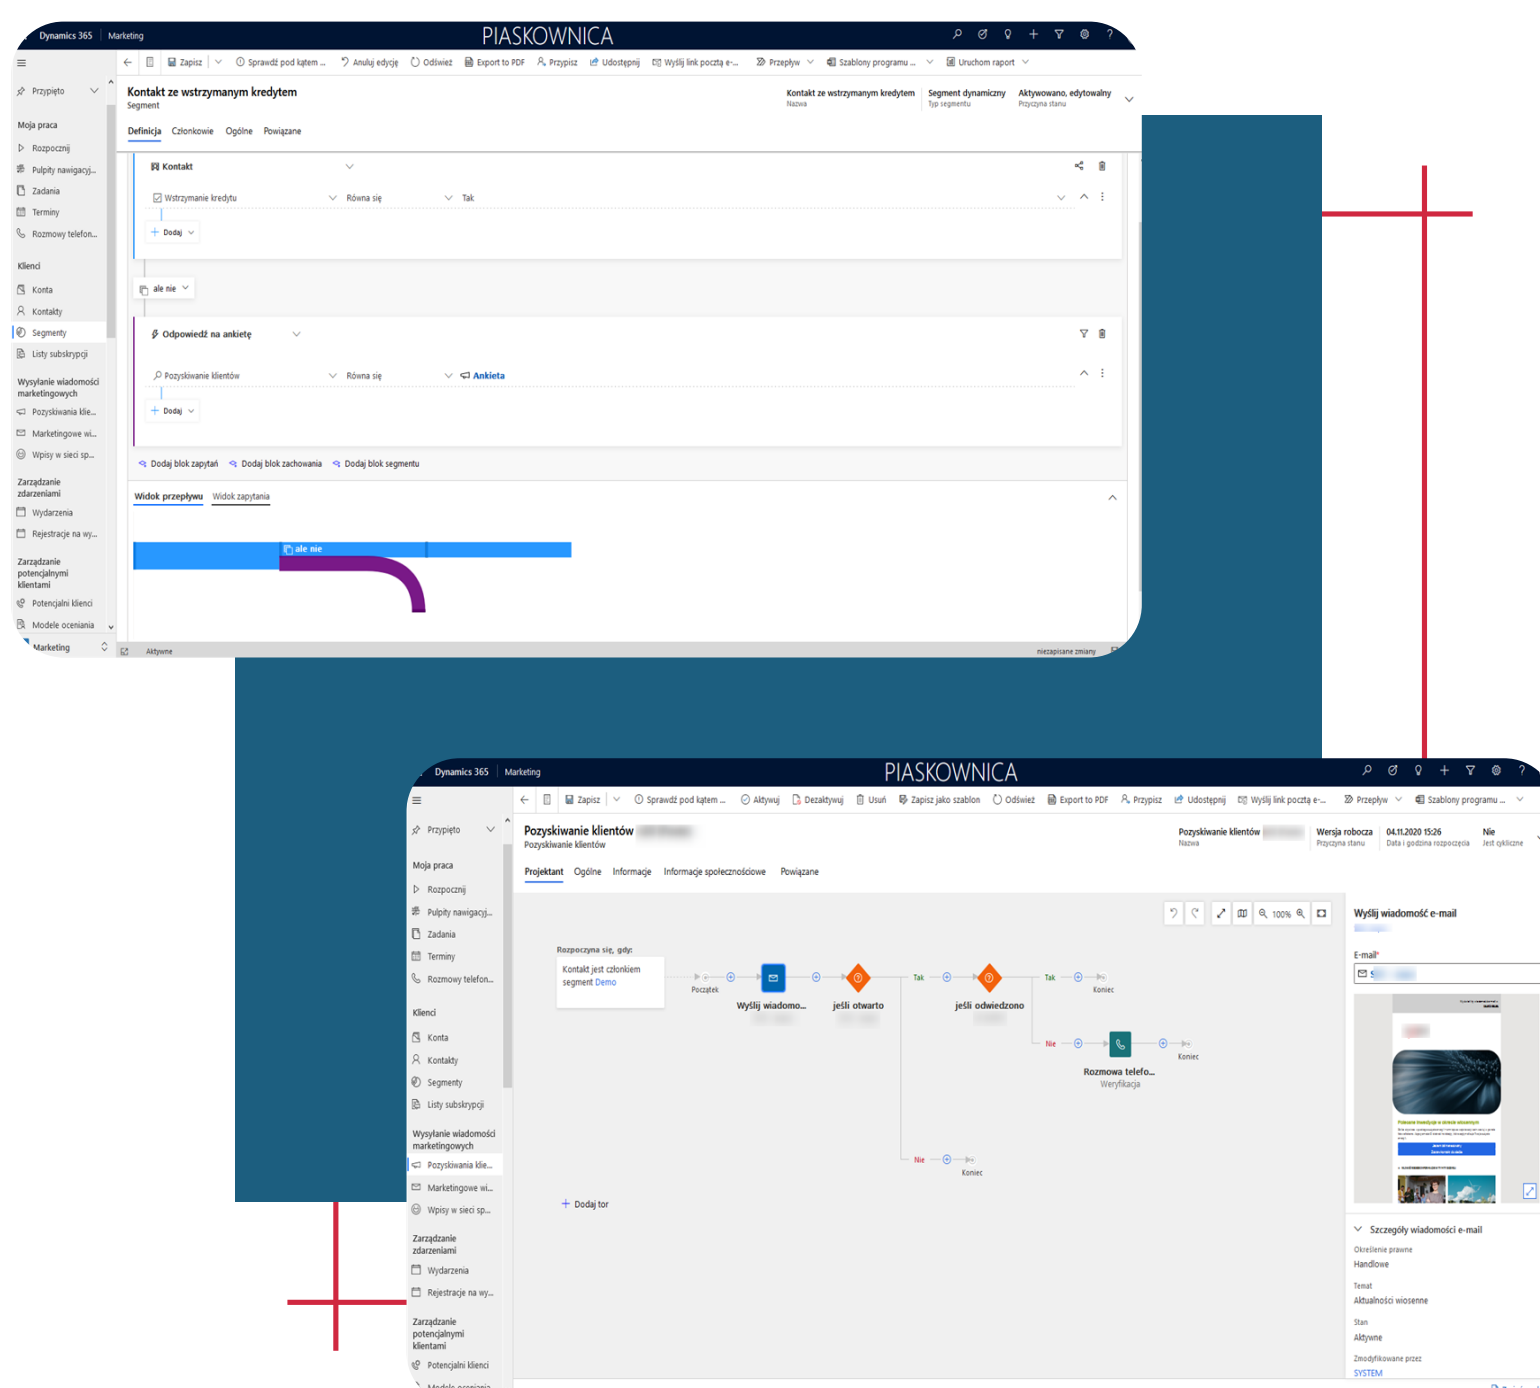 Dynamics 365 Marketing PIASKOWNICA
Zapisz Sprawdź pod kątem ... Anuluj edycję Odśwież Export to PDF Przypisz Udostępnij Wyślij link pocztą e-... Przepływ Szablony programu ... Uruchom raport
Przypięto
Moja praca
Rozpocznij
Pulpity nawigacyj...
Zadania
Terminy
Rozmowy telefon...
Klienci
Konta
Kontakty
Segmenty
Listy subskrypcji
Wysyłanie wiadomości
marketingowych
Pozyskiwania klie...
Marketingowe wi...
Wpisy w sieci sp...
Zarządzanie
zdarzeniami
Wydarzenia
Rejestracje na wy...
Zarządzanie
potencjalnymi
klientami
Potencjalni klienci
Modele oceniania
Marketing
Kontakt ze wstrzymanym kredytem
Segment
Kontakt ze wstrzymanym kredytem Segment dynamiczny Aktywowano, edytowalny
Nazwa Typ segmentu Przyczyna stanu
Definicja Członkowie Ogólne Powiązane
Kontakt
Wstrzymanie kredytu Równa się Tak
Dodaj
ale nie
Odpowiedź na ankietę
Pozyskiwanie klientów Równa się Ankieta
Dodaj
Dodaj blok zapytań Dodaj blok zachowania Dodaj blok segmentu
Widok przepływu Widok zapytania
ale nie
Aktywne niezapisane zmiany
Dynamics 365 Marketing PIASKOWNICA
Zapisz Sprawdź pod kątem ... Aktywuj Dezaktywuj Usuń Zapisz jako szablon Odśwież Export to PDF Przypisz Udostępnij Wyślij link pocztą e-... Przepływ Szablony programu ...
Przypięto
Moja praca
Rozpocznij
Pulpity nawigacyj...
Zadania
Terminy
Rozmowy telefon...
Klienci
Konta
Kontakty
Segmenty
Listy subskrypcji
Wysyłanie wiadomości
marketingowych
Pozyskiwania klie...
Marketingowe wi...
Wpisy w sieci sp...
Zarządzanie
zdarzeniami
Wydarzenia
Rejestracje na wy...
Zarządzanie
potencjalnymi
klientami
Potencjalni klienci
Modele oceniania
Pozyskiwanie klientów
Pozyskiwanie klientów
Pozyskiwanie klientów Wersja robocza 04.11.2020 15:26 Nie
Nazwa Przyczyna stanu Data i godzina rozpoczęcia Jest cykliczne
Projektant Ogólne Informacje Informacje społecznościowe Powiązane
100%
Rozpoczyna się, gdy:
Kontakt jest członkiem
segment Demo
Początek
Wyślij wiadomo...
jeśli otwarto
Tak
jeśli odwiedzono
Tak
Koniec
Nie
Rozmowa telefo...
Weryfikacja
Koniec
Nie
Koniec
Dodaj tor
Wyślij wiadomość e-mail
E-mail*
Szczegóły wiadomości e-mail
Określenie prawne
Handlowe
Temat
Aktualności wiosenne
Stan
Aktywne
Zmodyfikowane przez
SYSTEM